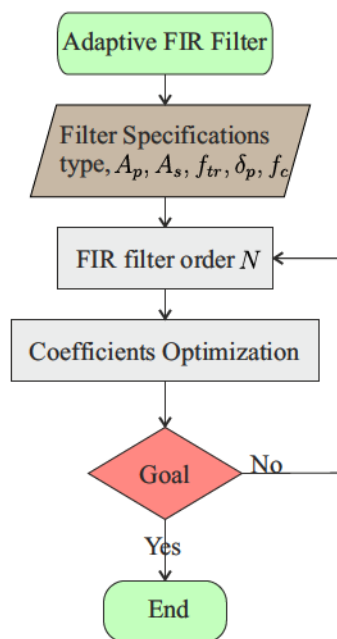 Adaptive FIR Filter
Filter Specifications
type, A_p, A_s, f_tr, δ_p, f_c
FIR filter order N
Coefficients Optimization
Goal
No
Yes
End